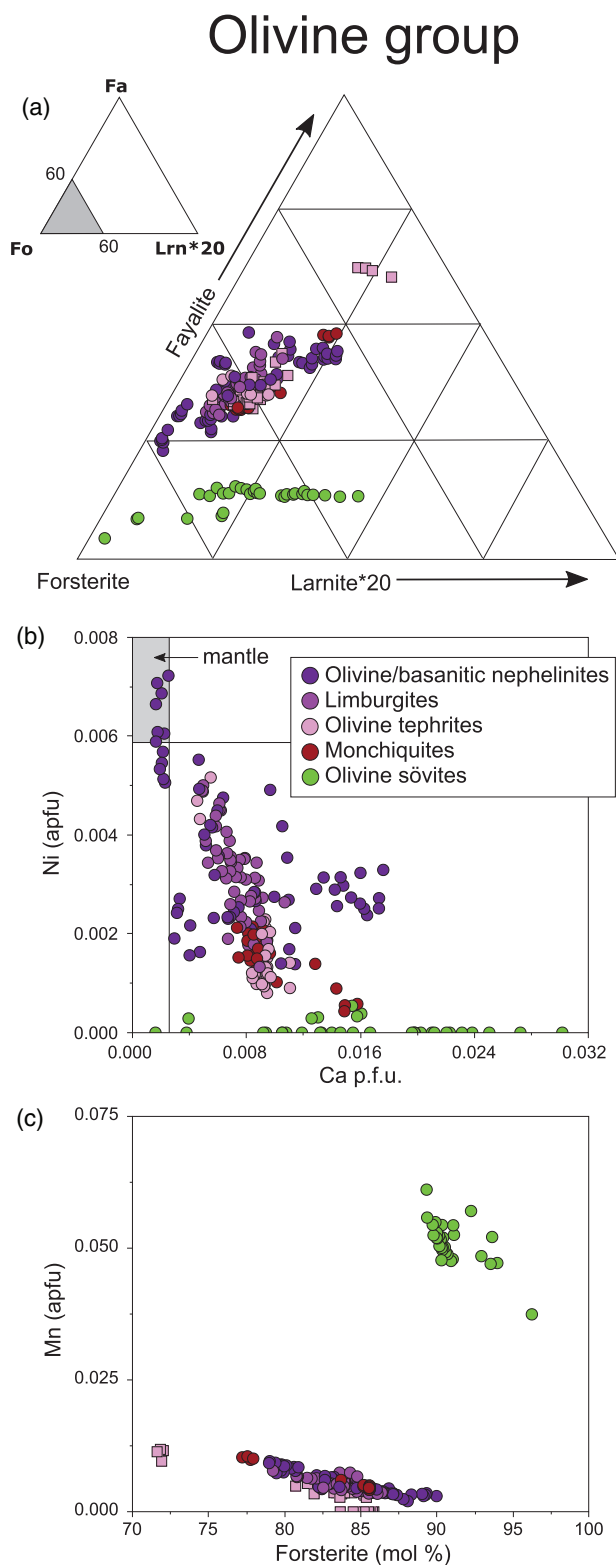 Olivine group
(a)
Fa
60
Fo
60
Lrn*20
Fayalite
Forsterite
Larnite*20
(b)
0.008
0.006
0.004
0.002
0.000
Ni (apfu)
mantle
Olivine/basanitic nephelinites
Limburgites
Olivine tephrites
Monchiquites
Olivine sövites
0.000
0.008
0.016
0.024
0.032
Ca p.f.u.
(c)
0.075
0.050
0.025
0.000
Mn (apfu)
70
75
80
85
90
95
100
Forsterite (mol %)